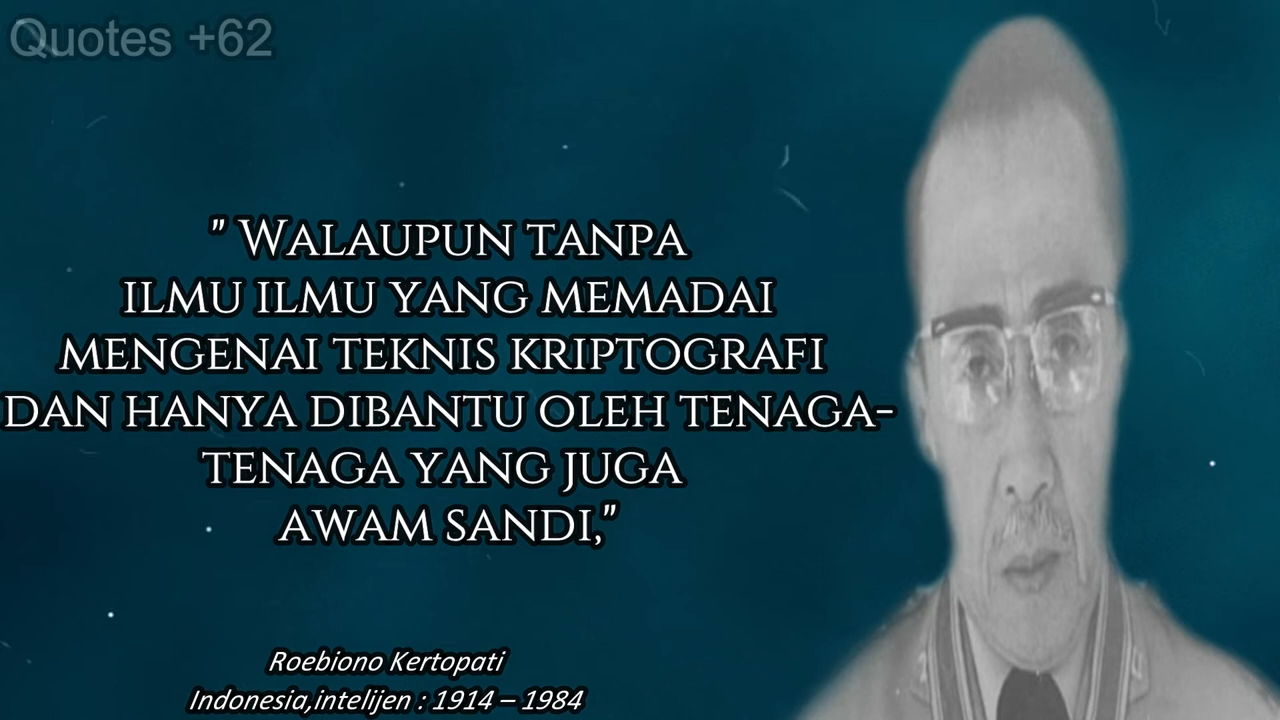 Quotes +62
" Walaupun tanpa
ilmu ilmu yang memadai
mengenai teknis kriptografi
dan hanya dibantu oleh tenaga-
tenaga yang juga
awam sandi,"
Roebiono Kertopati
Indonesia,intelijen : 1914 – 1984